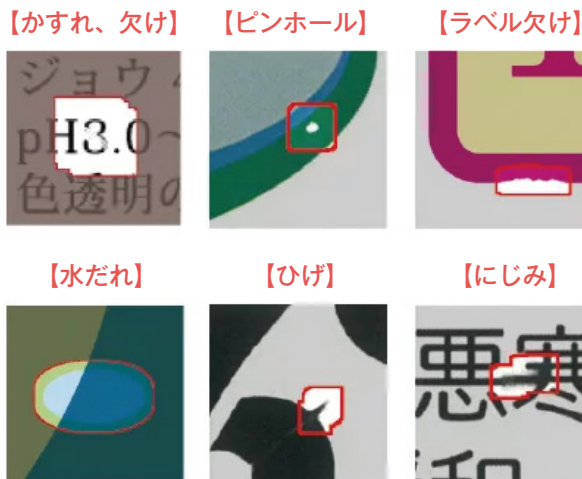 【かすれ、欠け】
【ピンホール】
【ラベル欠け】
ジョウ
pH3.0~
色透明の
【水だれ】
【ひげ】
【にじみ】
悪寒
和